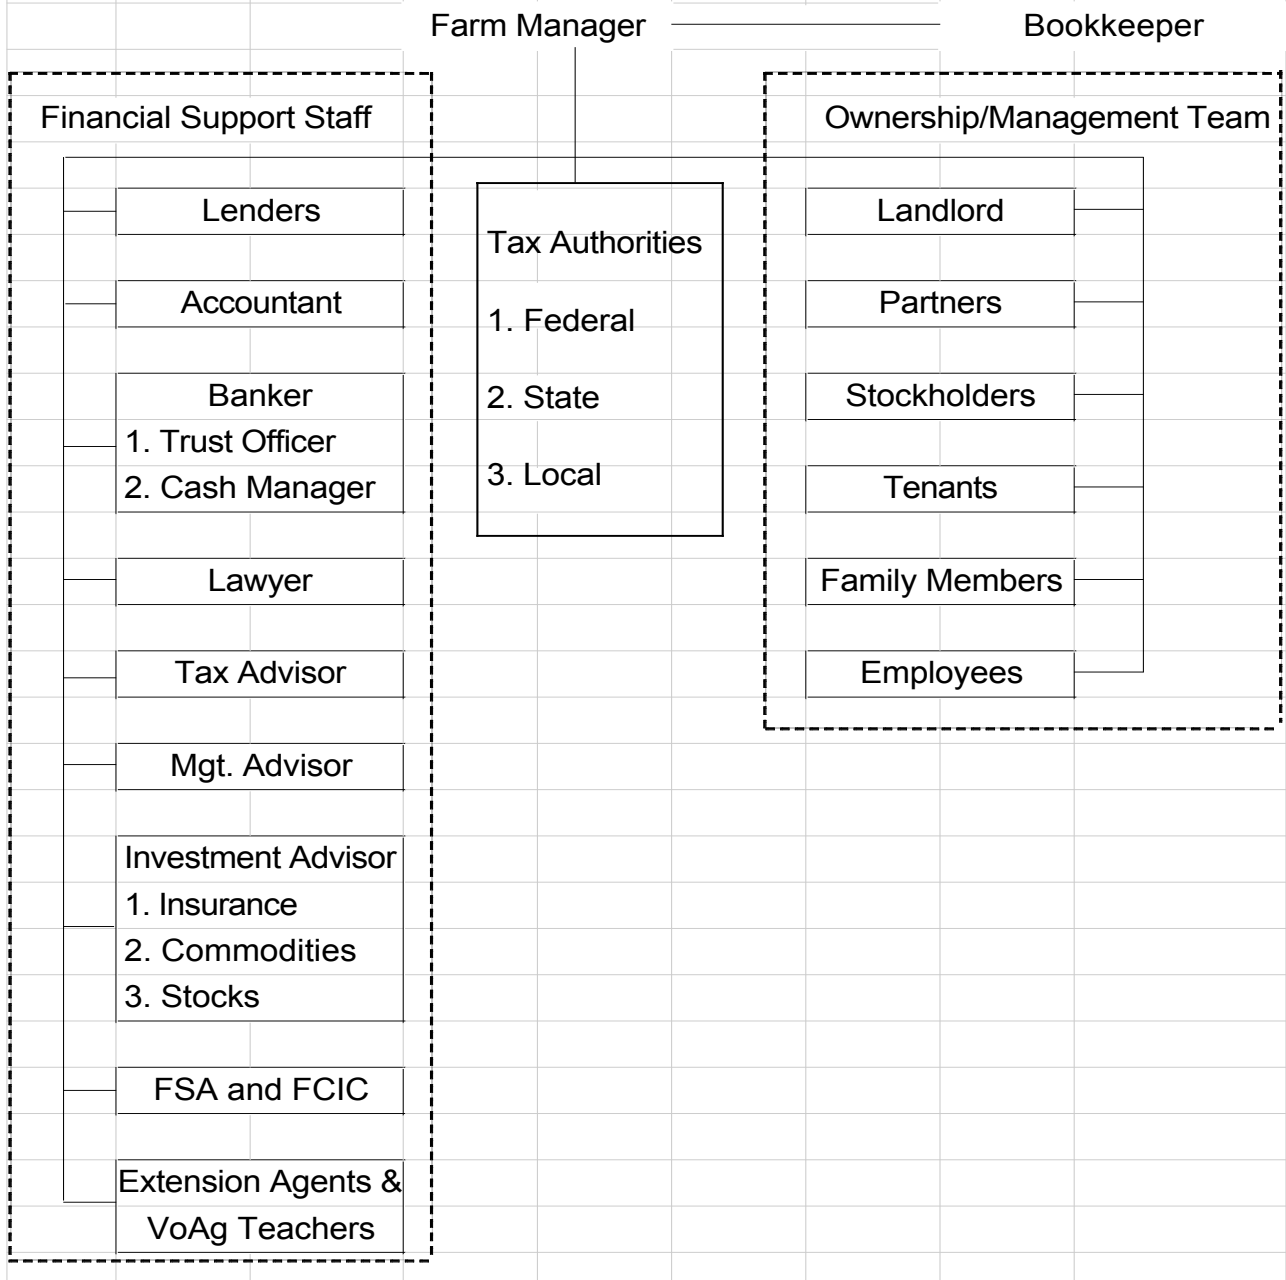 Farm Manager
Bookkeeper
Financial Support Staff
Lenders
Accountant
Banker
1. Trust Officer
2. Cash Manager
Lawyer
Tax Advisor
Mgt. Advisor
Investment Advisor
1. Insurance
2. Commodities
3. Stocks
FSA and FCIC
Extension Agents &
VoAg Teachers
Tax Authorities
1. Federal
2. State
3. Local
Ownership/Management Team
Landlord
Partners
Stockholders
Tenants
Family Members
Employees